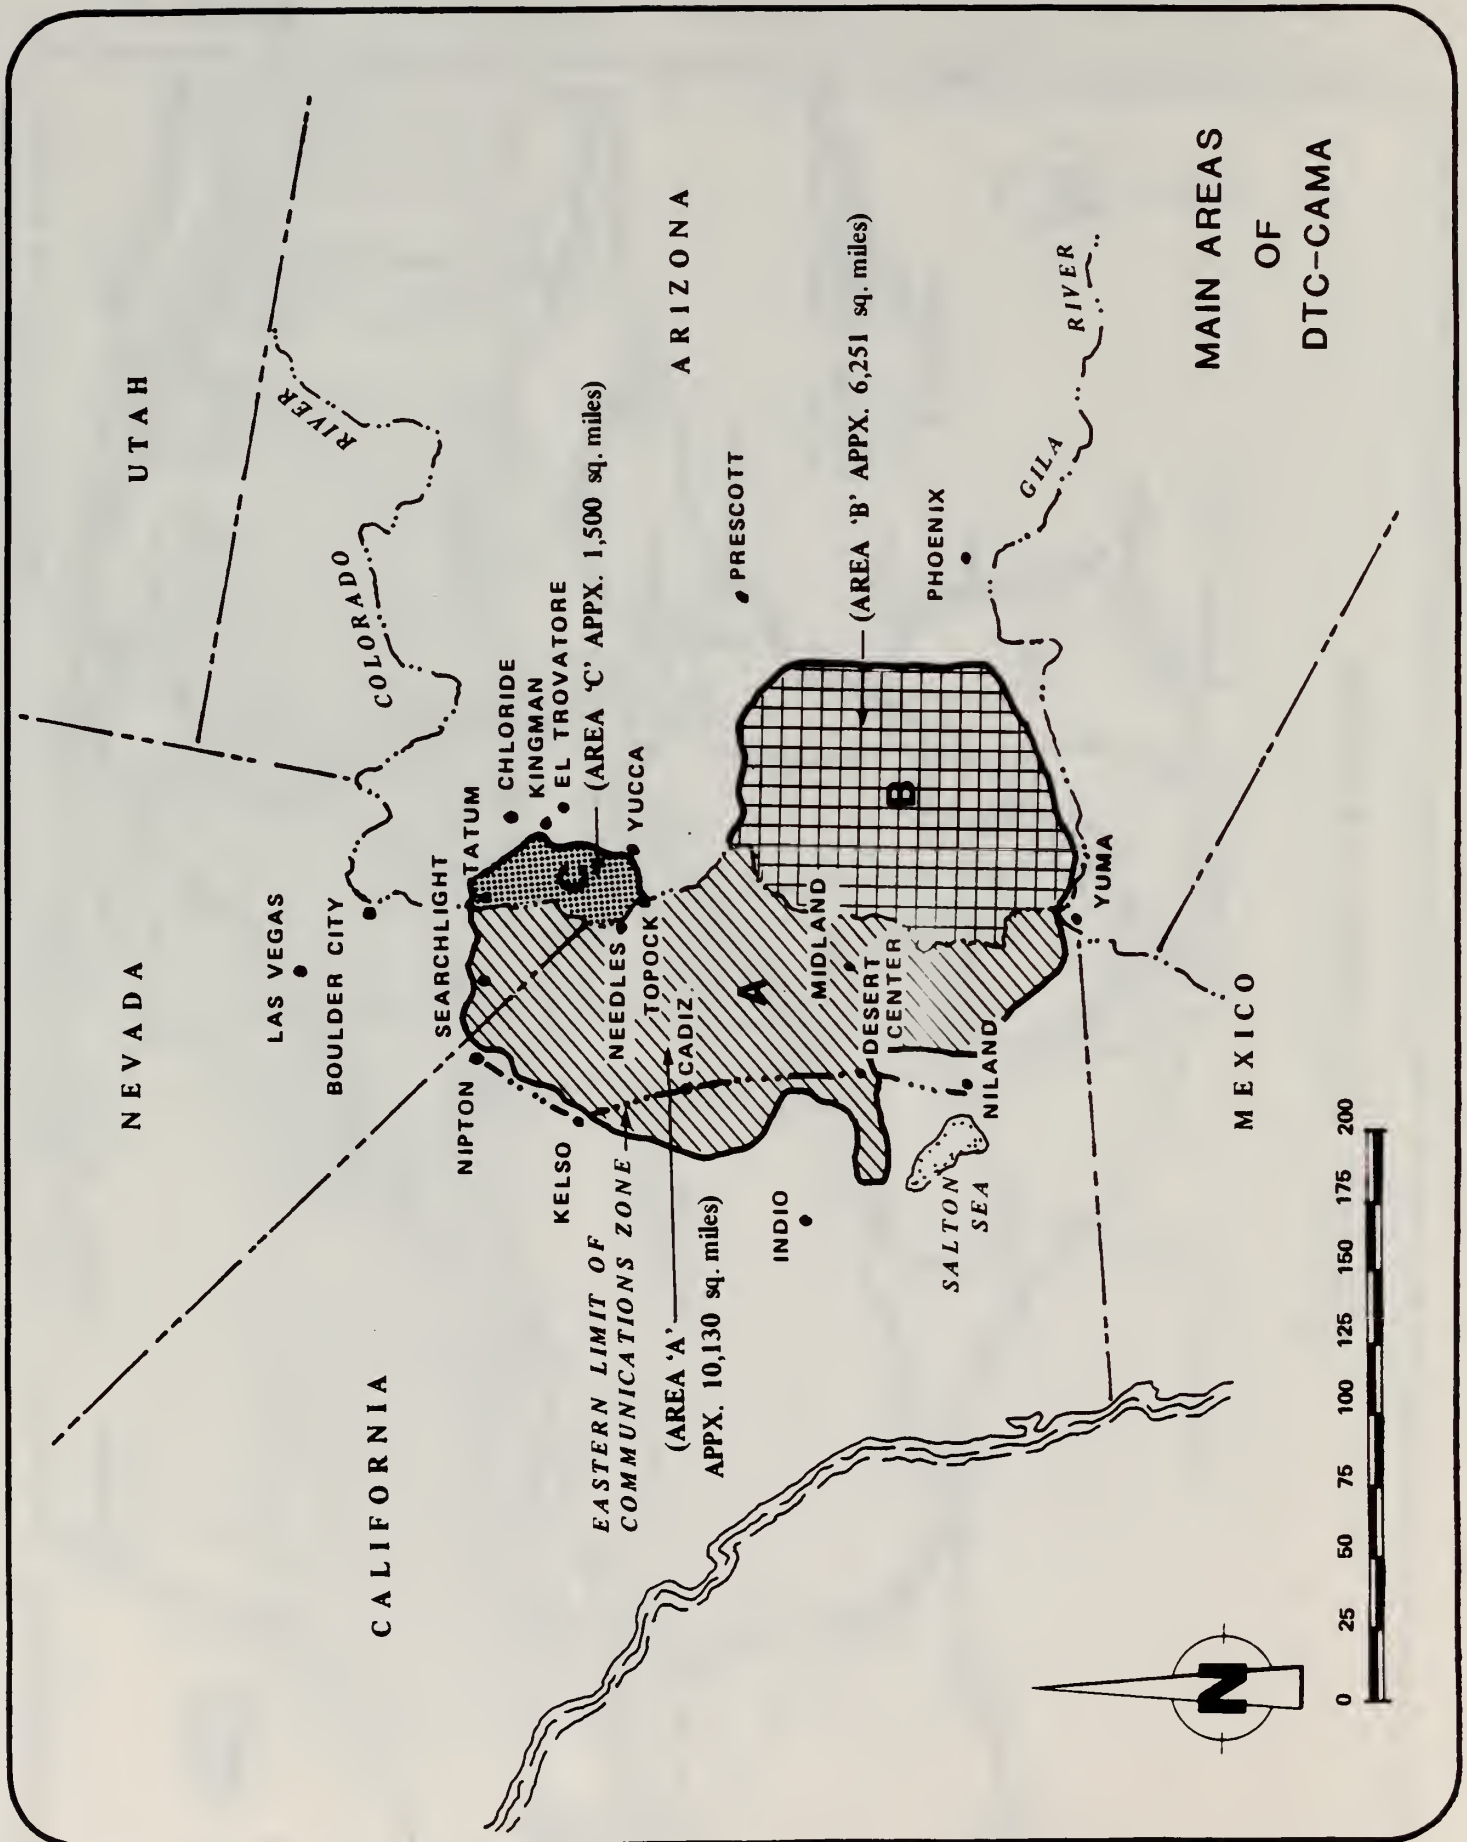 UTAH
NEVADA
COLORADO
RIVER
LAS VEGAS
BOULDER CITY
CALIFORNIA
SEARCHLIGHT
TATUM
CHLORIDE
KINGMAN
EL TROVATORE
(AREA 'C' APPX. 1,500 sq. miles)
ARIZONA
NIPTON
C
YUCCA
KELSO
NEEDLES
TOPOCK
EASTERN LIMIT OF
COMMUNICATIONS ZONE
CADIZ
(AREA 'A'
APPX. 10,130 sq. miles)
A
PRESCOTT
INDIO
MIDLAND
(AREA 'B' APPX. 6,251 sq. miles)
B
DESERT
CENTER
PHOENIX
SALTON
SEA
NILAND
GILA
RIVER
YUMA
MEXICO
MAIN AREAS
OF
DTC-CAMA
N
0 25 50 75 100 125 150 175 200